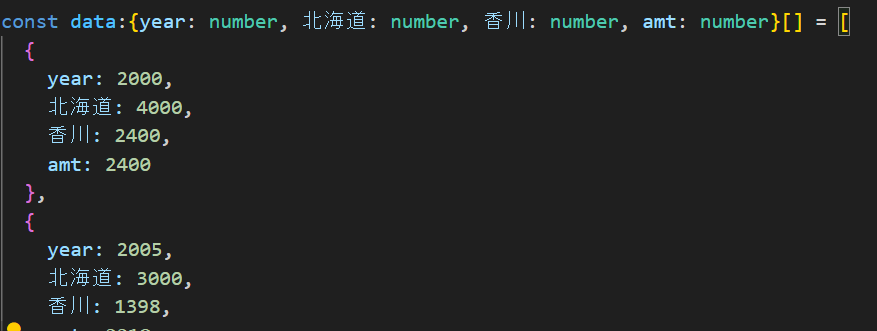 const data:{year: number, 北海道: number, 香川: number, amt: number}[] = [
{
year: 2000,
北海道: 4000,
香川: 2400,
amt: 2400
},
{
year: 2005,
北海道: 3000,
香川: 1398,